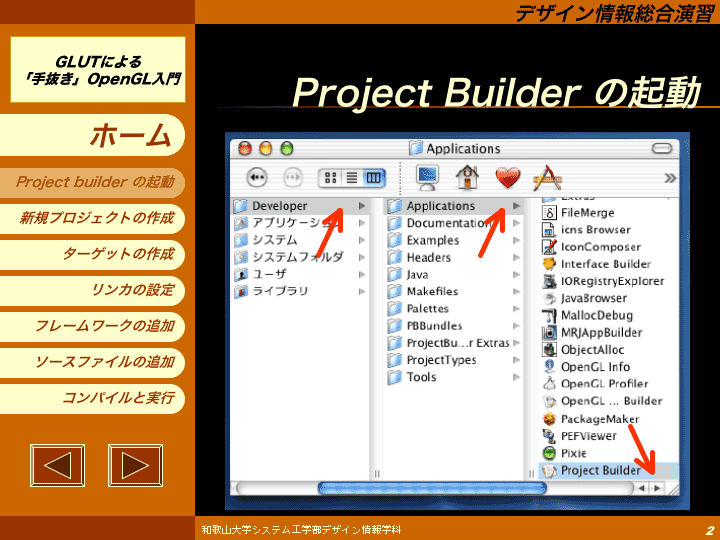 デザイン情報総合演習
GLUTによる
「手抜き」OpenGL入門
Project Builder の起動
ホーム
Project builder の起動
新規プロジェクトの作成
ターゲットの作成
リンカの設定
フレームワークの追加
ソースファイルの追加
コンパイルと実行
Applications
Developer
アプリケーション
システム
システムフォルダ
ユーザ
ライブラリ
Applications
Documentation
Examples
Headers
Java
Makefiles
Palettes
PBBundles
ProjectBu...r Extras
ProjectTypes
Tools
Extras
FileMerge
icns Browser
IconComposer
Interface Builder
IORegistryExplorer
JavaBrowser
MallocDebug
MRJAppBuilder
ObjectAlloc
OpenGL Info
OpenGL Profiler
OpenGL ... Builder
PackageMaker
PEFViewer
Pixie
Project Builder
和歌山大学システム工学部デザイン情報学科
2